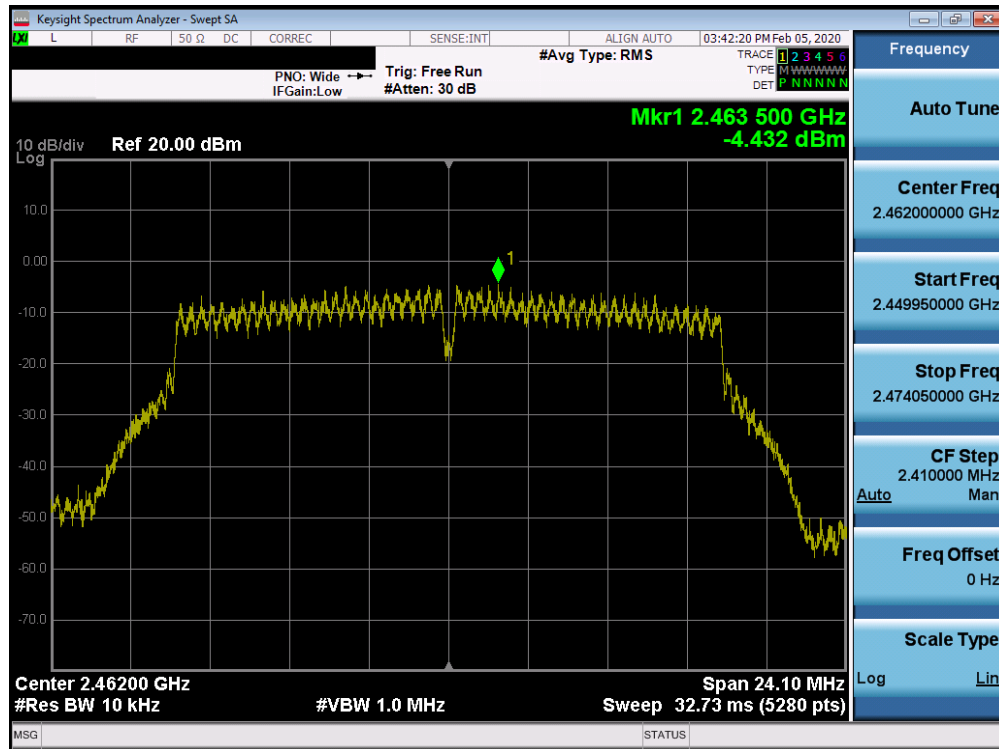 Keysight Spectrum Analyzer - Swept SA
LXI L RF 50 Ω DC CORREC SENSE:INT ALIGN AUTO 03:42:20 PM Feb 05, 2020
#Avg Type: RMS
TRACE 1 2 3 4 5 6
TYPE M WWWWW
DET P N N N N N
PNO: Wide
IFGain:Low
Trig: Free Run
#Atten: 30 dB
Mkr1 2.463 500 GHz
-4.432 dBm
10 dB/div
Log
Ref 20.00 dBm
10.0
0.00
-10.0
-20.0
-30.0
-40.0
-50.0
-60.0
-70.0
1
Center 2.46200 GHz
Span 24.10 MHz
#Res BW 10 kHz
#VBW 1.0 MHz
Sweep 32.73 ms (5280 pts)
MSG
STATUS
Frequency
Auto Tune
Center Freq
2.462000000 GHz
Start Freq
2.449950000 GHz
Stop Freq
2.474050000 GHz
CF Step
2.410000 MHz
Auto Man
Freq Offset
0 Hz
Scale Type
Log Lin